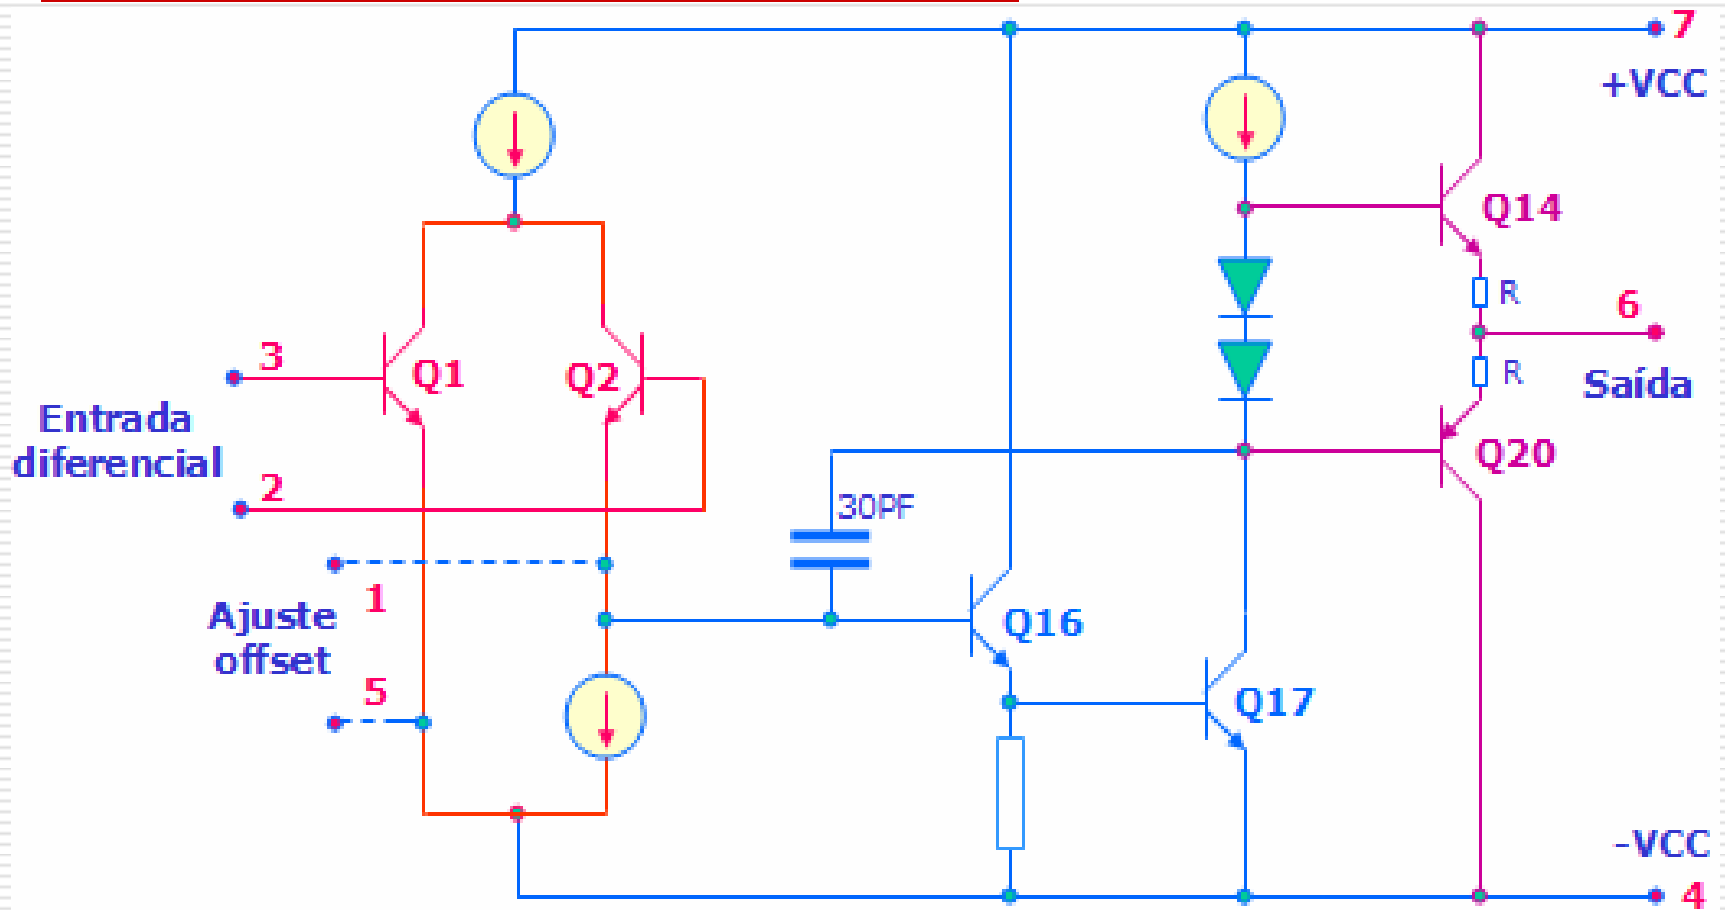 7
+VCC
Q14
R
6
3
Q1
Q2
R
Saída
Entrada
diferencial
Q20
2
30PF
1
Ajuste
offset
Q16
5
Q17
-VCC
4